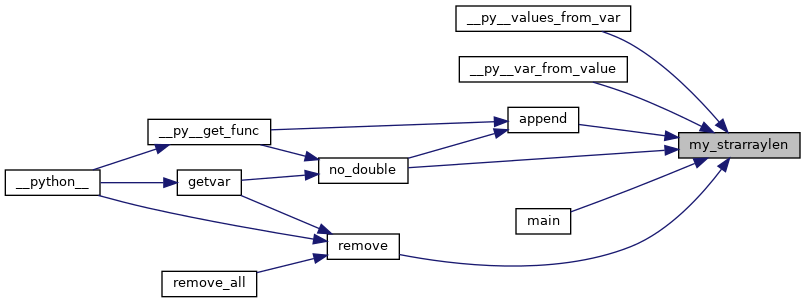 __py__values_from_var
__py__var_from_value
append
__py__get_func
my_strarraylen
no_double
__python__
getvar
main
remove
remove_all